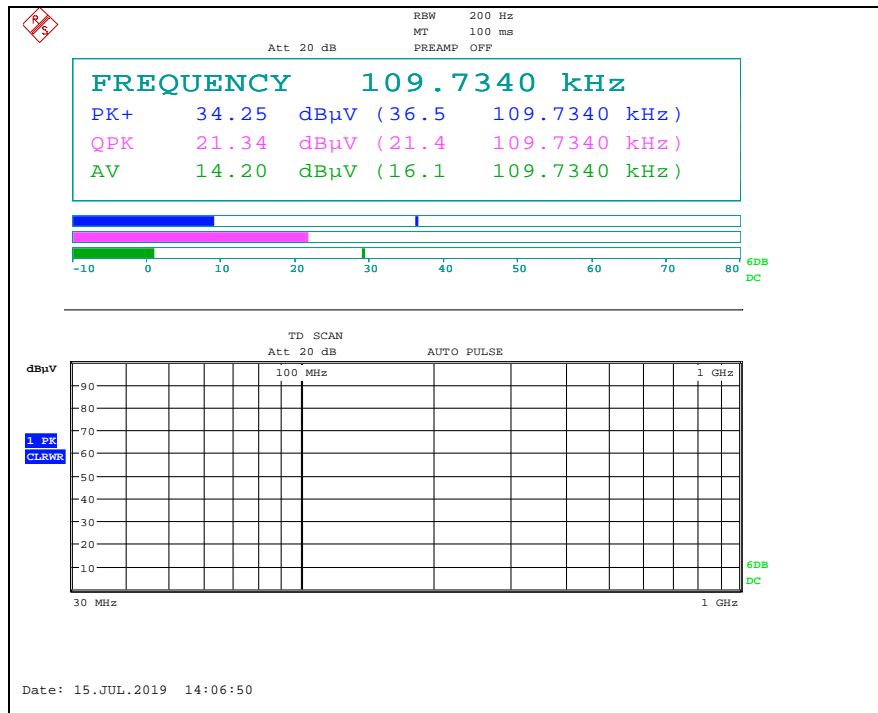 R S
RBW 200 Hz
MT 100 ms
Att 20 dB PREAMP OFF
FREQUENCY 109.7340 kHz
PK+ 34.25 dBµV (36.5 109.7340 kHz)
QPK 21.34 dBµV (21.4 109.7340 kHz)
AV 14.20 dBµV (16.1 109.7340 kHz)
-10 0 10 20 30 40 50 60 70 80
6DB
DC
TD SCAN
Att 20 dB AUTO PULSE
dBµV
100 MHz 1 GHz
90
80
70
1 PK
CLRWR
60
50
40
30
20
10
6DB
DC
30 MHz 1 GHz
Date: 15.JUL.2019 14:06:50